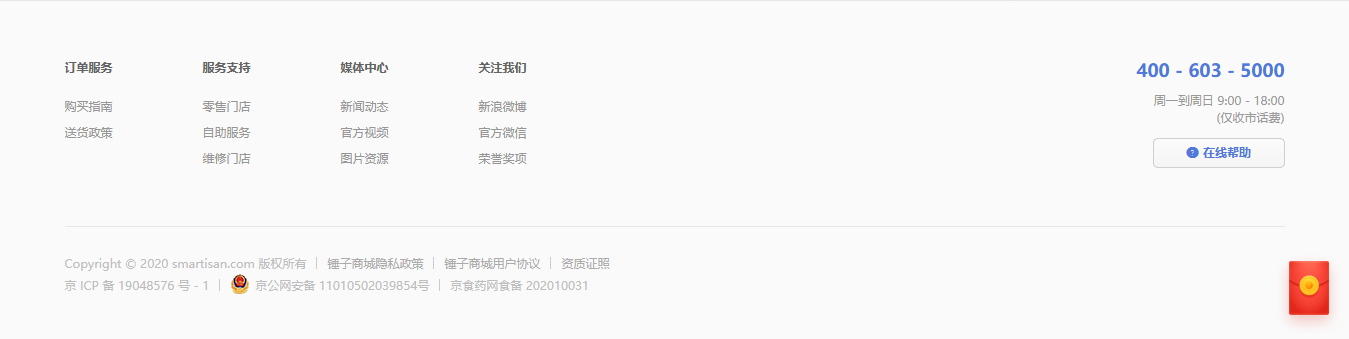 订单服务
购买指南
送货政策
服务支持
零售门店
自助服务
维修门店
媒体中心
新闻动态
官方视频
图片资源
关注我们
新浪微博
官方微信
荣誉奖项
400 - 603 - 5000
周一到周日 9:00 - 18:00
(仅收市话费)
? 在线帮助
Copyright © 2020 smartisan.com 版权所有 | 锤子商城隐私政策 | 锤子商城用户协议 | 资质证照
京 ICP 备 19048576 号 - 1 | 京公网安备 11010502039854号 | 京食药网食备 202010031